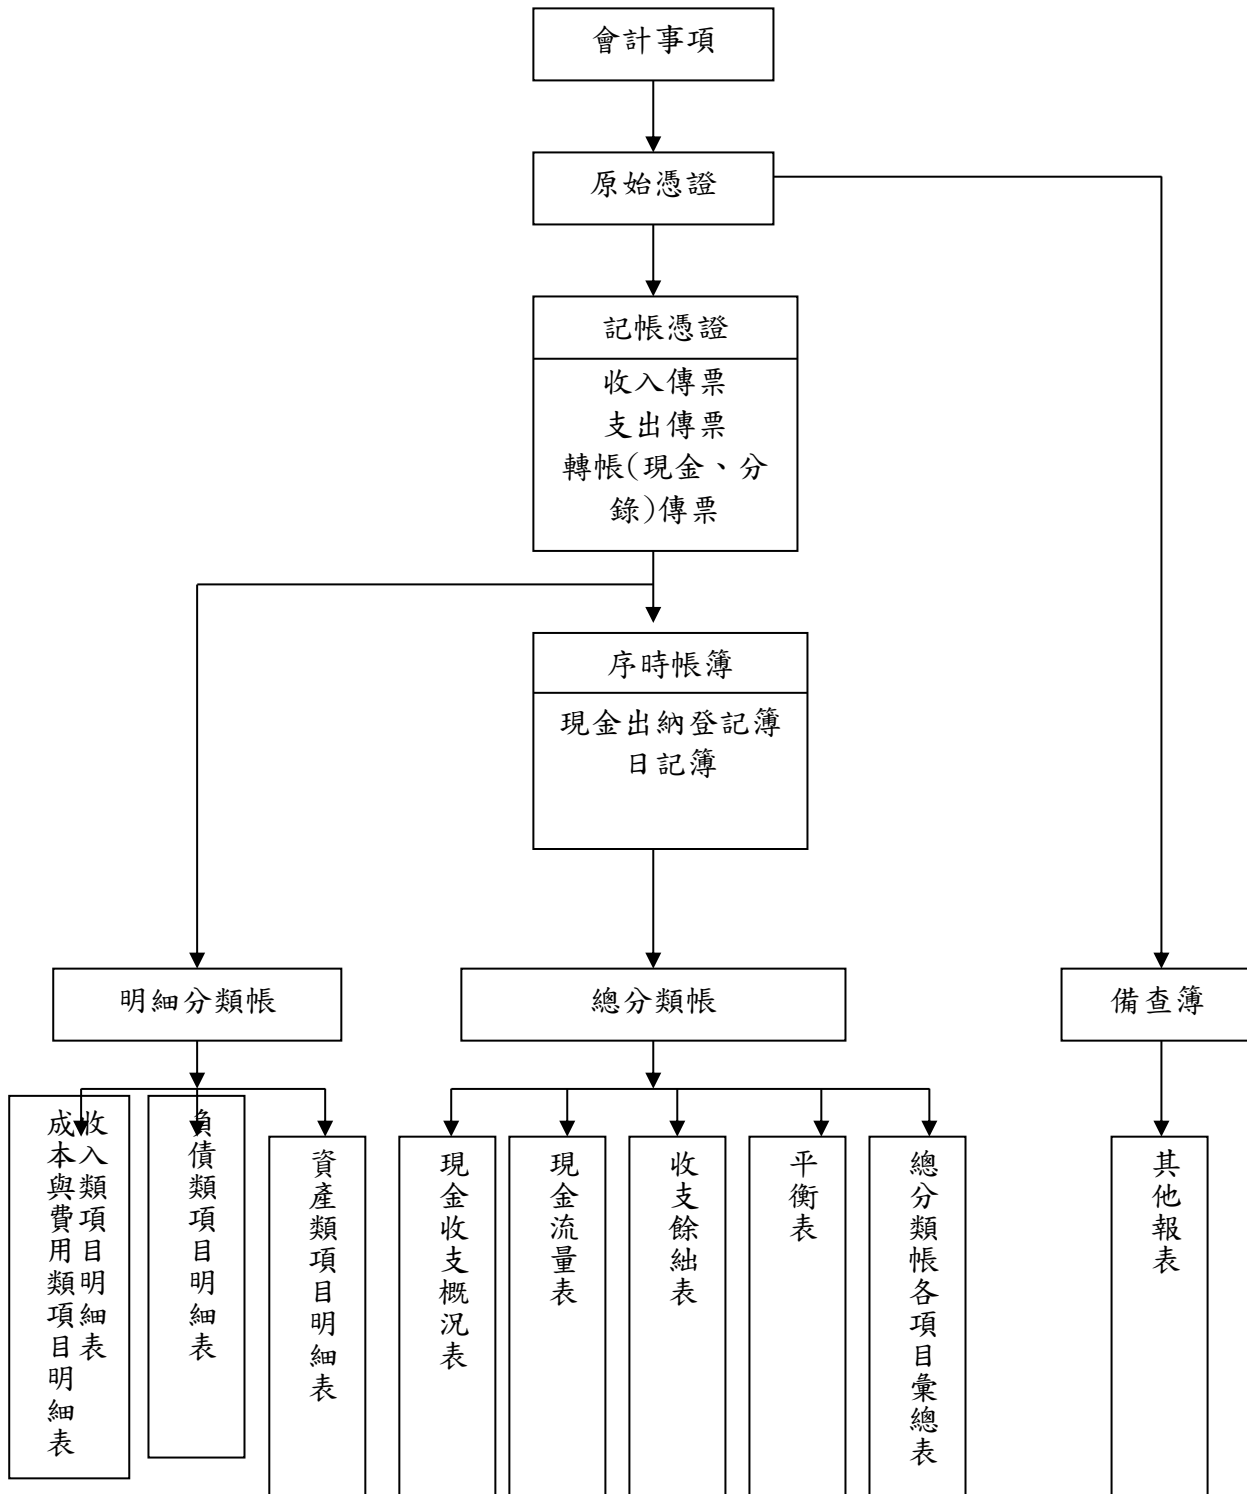 會計事項
原始憑證
記帳憑證
收入傳票
支出傳票
轉帳(現金、分
錄)傳票
序時帳簿
現金出納登記簿
日記簿
明細分類帳
總分類帳
備查簿
收入類項目明細表
成本與費用類項目明細表
負債類項目明細表
資產類項目明細表
現金收支概況表
現金流量表
收支餘絀表
平衡表
總分類帳各項目彙總表
其他報表